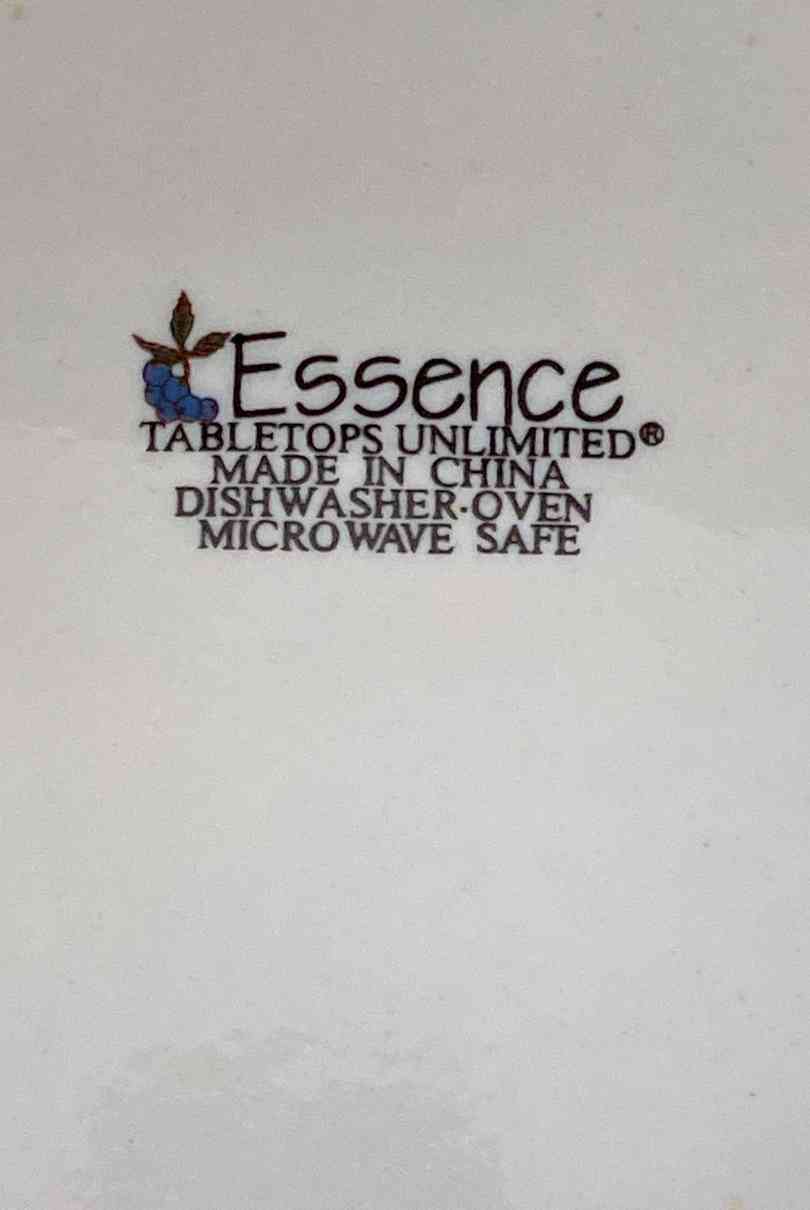 Essence
TABLETOPS UNLIMITED®
MADE IN CHINA
DISHWASHER·OVEN
MICROWAVE SAFE